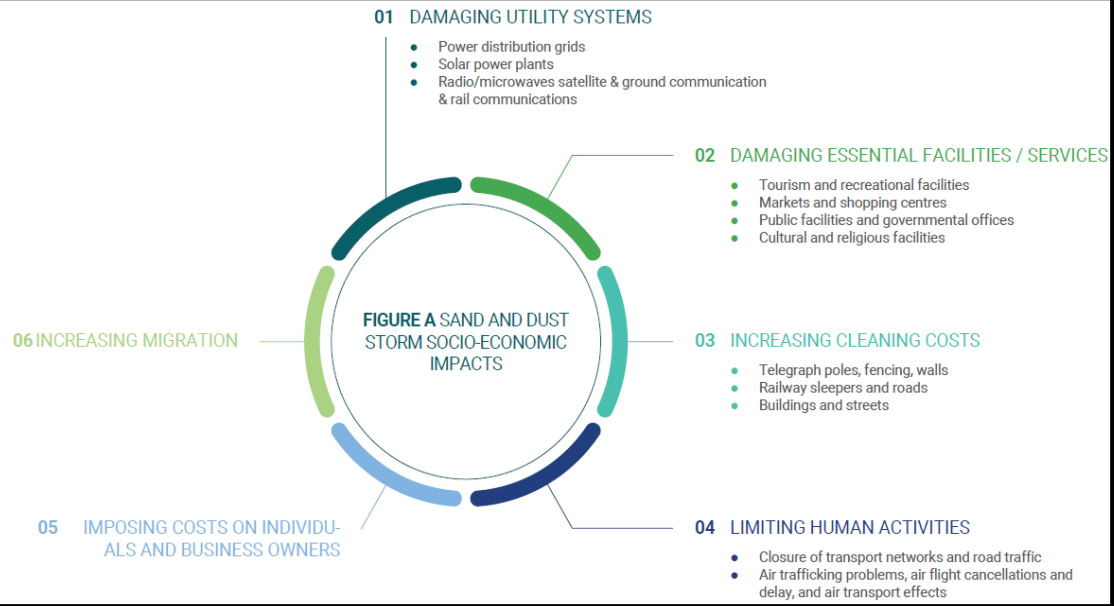 01 DAMAGING UTILITY SYSTEMS
● Power distribution grids
● Solar power plants
● Radio/microwaves satellite & ground communication
& rail communications
02 DAMAGING ESSENTIAL FACILITIES / SERVICES
● Tourism and recreational facilities
● Markets and shopping centres
● Public facilities and governmental offices
● Cultural and religious facilities
FIGURE A SAND AND DUST
STORM SOCIO-ECONOMIC
IMPACTS
03 INCREASING CLEANING COSTS
● Telegraph poles, fencing, walls
● Railway sleepers and roads
● Buildings and streets
04 LIMITING HUMAN ACTIVITIES
● Closure of transport networks and road traffic
● Air trafficking problems, air flight cancellations and
delay, and air transport effects
05 IMPOSING COSTS ON INDIVIDU-
ALS AND BUSINESS OWNERS
06 INCREASING MIGRATION